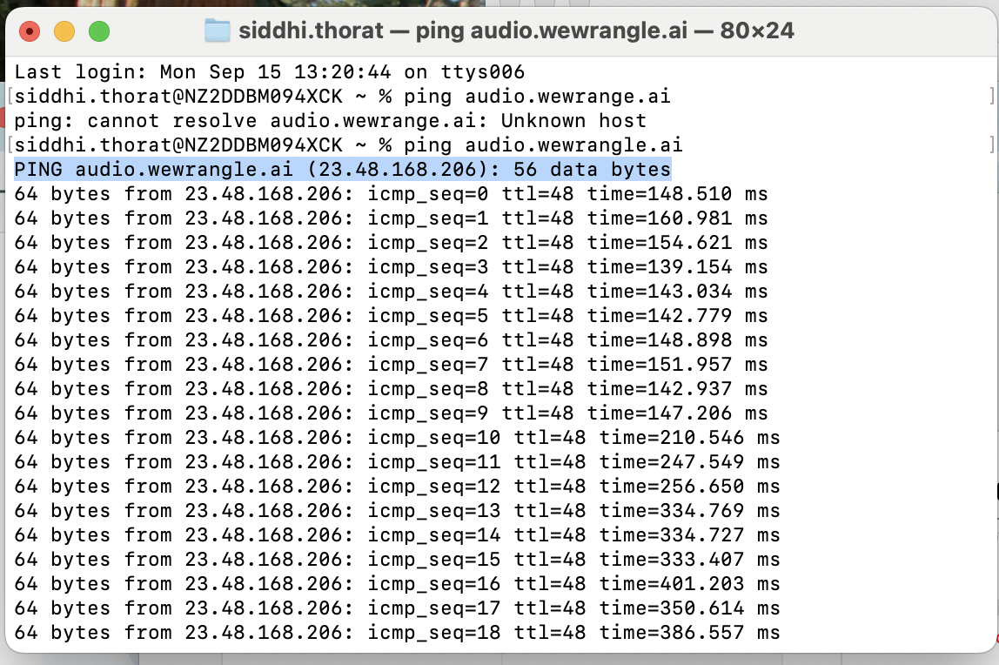 siddhi.thorat — ping audio.wewrangle.ai — 80×24
Last login: Mon Sep 15 13:20:44 on ttys006
[siddhi.thorat@NZ2DDBM094XCK ~ % ping audio.wewrange.ai ]
ping: cannot resolve audio.wewrange.ai: Unknown host
[siddhi.thorat@NZ2DDBM094XCK ~ % ping audio.wewrangle.ai ]
PING audio.wewrangle.ai (23.48.168.206): 56 data bytes
64 bytes from 23.48.168.206: icmp_seq=0 ttl=48 time=148.510 ms
64 bytes from 23.48.168.206: icmp_seq=1 ttl=48 time=160.981 ms
64 bytes from 23.48.168.206: icmp_seq=2 ttl=48 time=154.621 ms
64 bytes from 23.48.168.206: icmp_seq=3 ttl=48 time=139.154 ms
64 bytes from 23.48.168.206: icmp_seq=4 ttl=48 time=143.034 ms
64 bytes from 23.48.168.206: icmp_seq=5 ttl=48 time=142.779 ms
64 bytes from 23.48.168.206: icmp_seq=6 ttl=48 time=148.898 ms
64 bytes from 23.48.168.206: icmp_seq=7 ttl=48 time=151.957 ms
64 bytes from 23.48.168.206: icmp_seq=8 ttl=48 time=142.937 ms
64 bytes from 23.48.168.206: icmp_seq=9 ttl=48 time=147.206 ms
64 bytes from 23.48.168.206: icmp_seq=10 ttl=48 time=210.546 ms
64 bytes from 23.48.168.206: icmp_seq=11 ttl=48 time=247.549 ms
64 bytes from 23.48.168.206: icmp_seq=12 ttl=48 time=256.650 ms
64 bytes from 23.48.168.206: icmp_seq=13 ttl=48 time=334.769 ms
64 bytes from 23.48.168.206: icmp_seq=14 ttl=48 time=334.727 ms
64 bytes from 23.48.168.206: icmp_seq=15 ttl=48 time=333.407 ms
64 bytes from 23.48.168.206: icmp_seq=16 ttl=48 time=401.203 ms
64 bytes from 23.48.168.206: icmp_seq=17 ttl=48 time=350.614 ms
64 bytes from 23.48.168.206: icmp_seq=18 ttl=48 time=386.557 ms